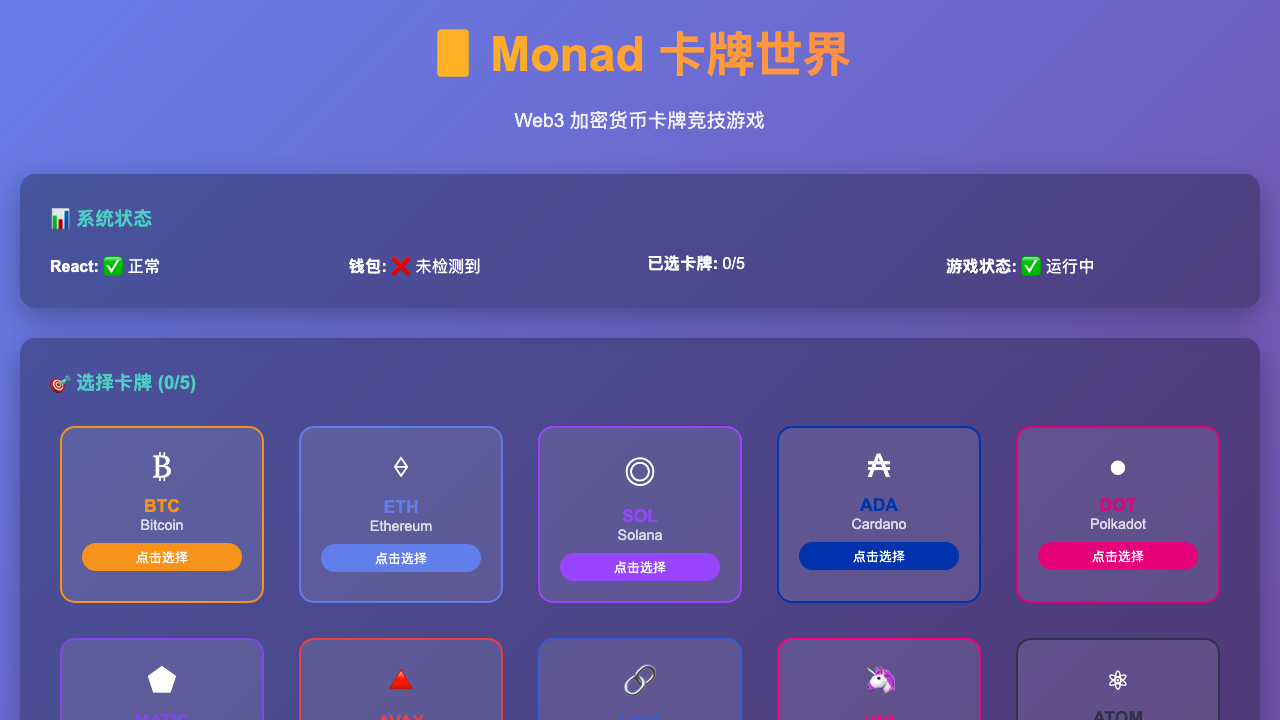 Monad 卡牌世界
Web3 加密货币卡牌竞技游戏
📊 系统状态
React: ✅ 正常
钱包: ❌ 未检测到
已选卡牌: 0/5
游戏状态: ✅ 运行中
🎯 选择卡牌 (0/5)
₿
BTC
Bitcoin
点击选择
⟠
ETH
Ethereum
点击选择
◎
SOL
Solana
点击选择
₳
ADA
Cardano
点击选择
●
DOT
Polkadot
点击选择
MATIC
AVAX
UNI
ATOM